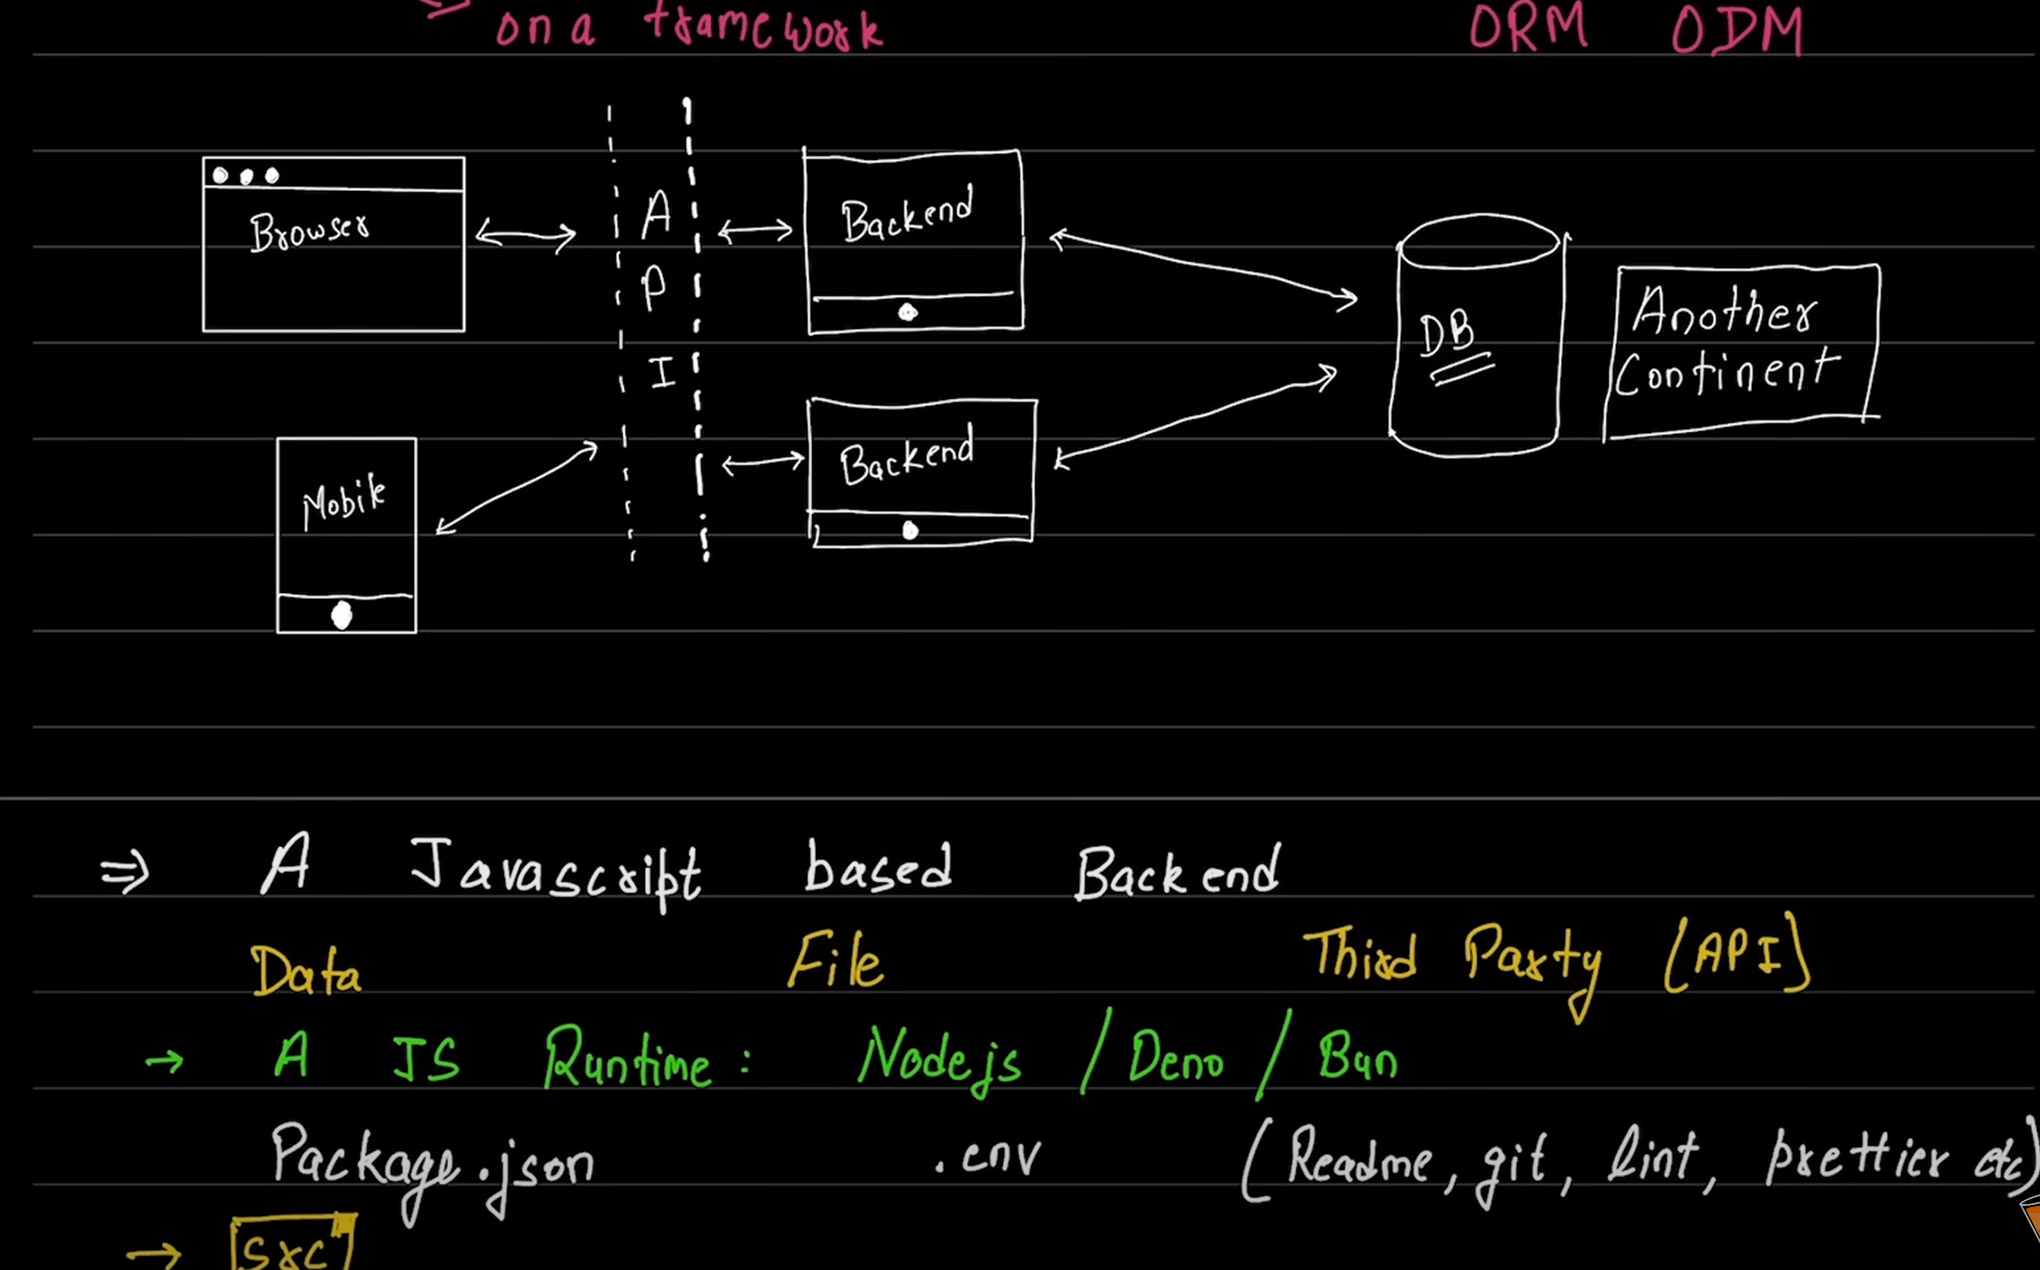 on a framework ORM ODM
Browser
A
P
I
Backend
DB
Another
Continent
Mobile
Backend
⇒ A Javascript based Backend
Data File Third Party (API)
→ A JS Runtime : Nodejs / Deno / Bun
Package.json .env (Readme, git, lint, prettier etc)
→ src